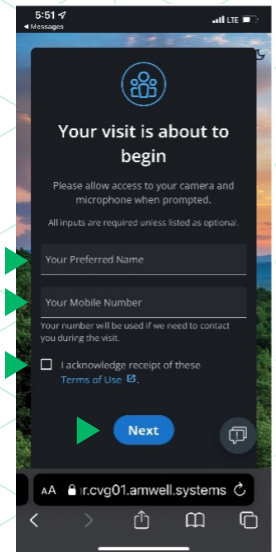 5:51
LTE
◀ Messages
Your visit is about to
begin
Please allow access to your camera and
microphone when prompted.
All inputs are required unless listed as optional.
Your Preferred Name
Your Mobile Number
Your number will be used if we need to contact
you during the visit.
I acknowledge receipt of these
Terms of Use.
Next
AA r.cvg01.amwell.systems